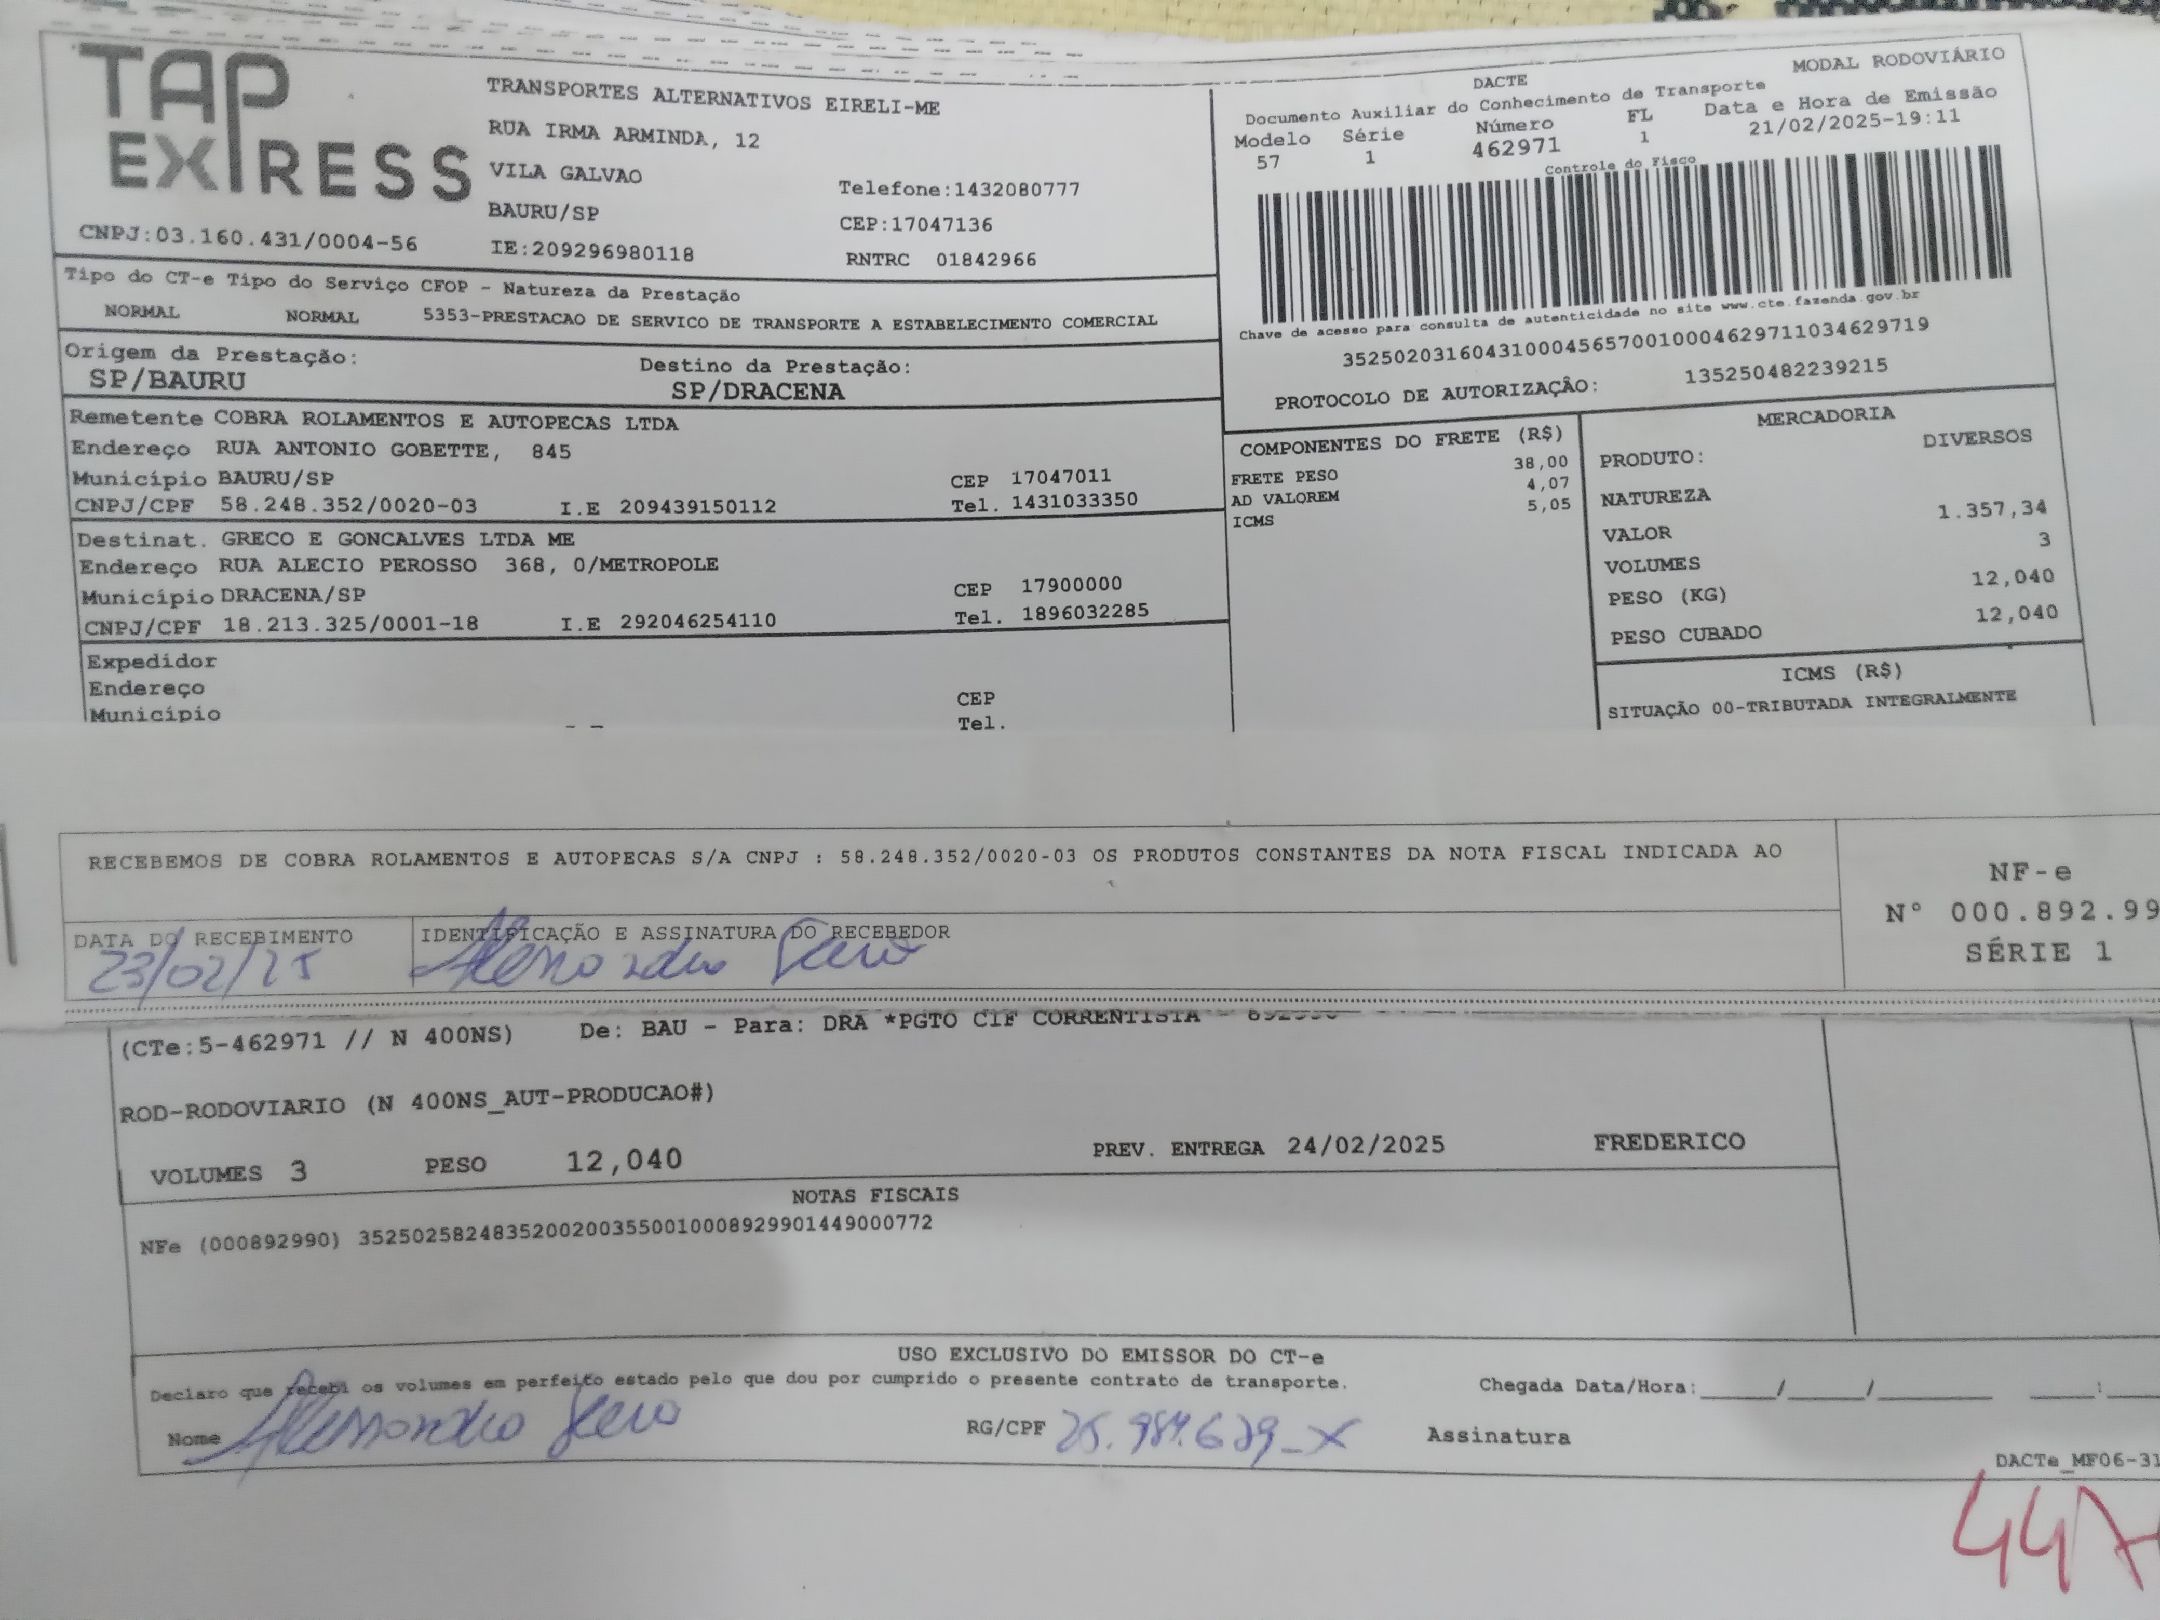 TAP
EXPRESS
CNPJ:03.160.431/0004-56
TRANSPORTES ALTERNATIVOS EIRELI-ME
RUA IRMA ARMINDA, 12
VILA GALVAO
BAURU/SP
IE:209296980118
Telefone:1432080777
CEP:17047136
RNTRC 01842966
DACTE
MODAL RODOVIÁRIO
Documento Auxiliar do Conhecimento de Transporte
Modelo Série Número FL Data e Hora de Emissão
57 1 462971 1 21/02/2025-19:11
Controle do Fisco
Chave de acesso para consulta de autenticidade no site www.cte.fazenda.gov.br
35250203160431000456570010004629711034629719
PROTOCOLO DE AUTORIZAÇÃO: 135250482239215
Tipo do CT-e Tipo do Serviço CFOP - Natureza da Prestação
NORMAL NORMAL 5353-PRESTACAO DE SERVICO DE TRANSPORTE A ESTABELECIMENTO COMERCIAL
Origem da Prestação: Destino da Prestação:
SP/BAURU SP/DRACENA
Remetente COBRA ROLAMENTOS E AUTOPECAS LTDA
Endereço RUA ANTONIO GOBETTE, 845
Município BAURU/SP CEP 17047011
CNPJ/CPF 58.248.352/0020-03 I.E 209439150112 Tel. 1431033350
Destinat. GRECO E GONCALVES LTDA ME
Endereço RUA ALECIO PEROSSO 368, 0/METROPOLE
Município DRACENA/SP CEP 17900000
CNPJ/CPF 18.213.325/0001-18 I.E 292046254110 Tel. 1896032285
Expedidor
Endereço
Município CEP
Tel.
COMPONENTES DO FRETE (R$)
FRETE PESO 38,00
AD VALOREM 4,07
ICMS 5,05
MERCADORIA
PRODUTO: DIVERSOS
NATUREZA
VALOR 1.357,34
VOLUMES 3
PESO (KG) 12,040
PESO CUBADO 12,040
ICMS (R$)
SITUAÇÃO 00-TRIBUTADA INTEGRALMENTE
RECEBEMOS DE COBRA ROLAMENTOS E AUTOPECAS S/A CNPJ : 58.248.352/0020-03 OS PRODUTOS CONSTANTES DA NOTA FISCAL INDICADA AO
NF-e
N° 000.892.99
SÉRIE 1
DATA DO RECEBIMENTO IDENTIFICAÇÃO E ASSINATURA DO RECEBEDOR
23/02/25
(CTe:5-462971 // N 400NS) De: BAU - Para: DRA *PGTO CIF CORRENTISTA
ROD-RODOVIARIO (N 400NS_AUT-PRODUCAO#)
VOLUMES 3 PESO 12,040 PREV. ENTREGA 24/02/2025 FREDERICO
NOTAS FISCAIS
NFe (000892990) 35250258248352002003550010008929901449000772
USO EXCLUSIVO DO EMISSOR DO CT-e
Declaro que recebi os volumes em perfeito estado pelo que dou por cumprido o presente contrato de transporte.
Chegada Data/Hora:_____/_____/_______ ____:____
Nome RG/CPF Assinatura
DACTe_MF06-31